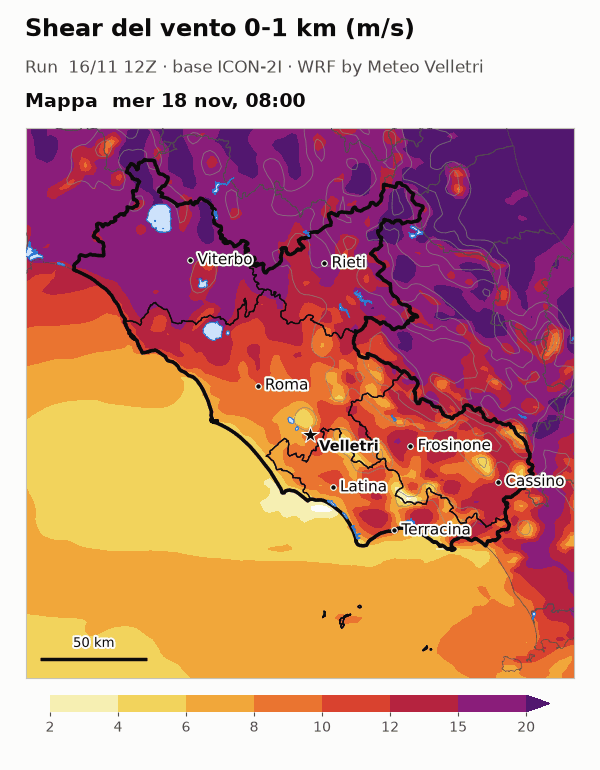 Shear del vento 0-1 km (m/s)
Run  16/11 12Z · base ICON-2I · WRF by Meteo Velletri
Mappa  mer 18 nov, 08:00
Viterbo
Rieti
Roma
Velletri
Frosinone
Cassino
Latina
Terracina
50 km
2 4 6 8 10 12 15 20